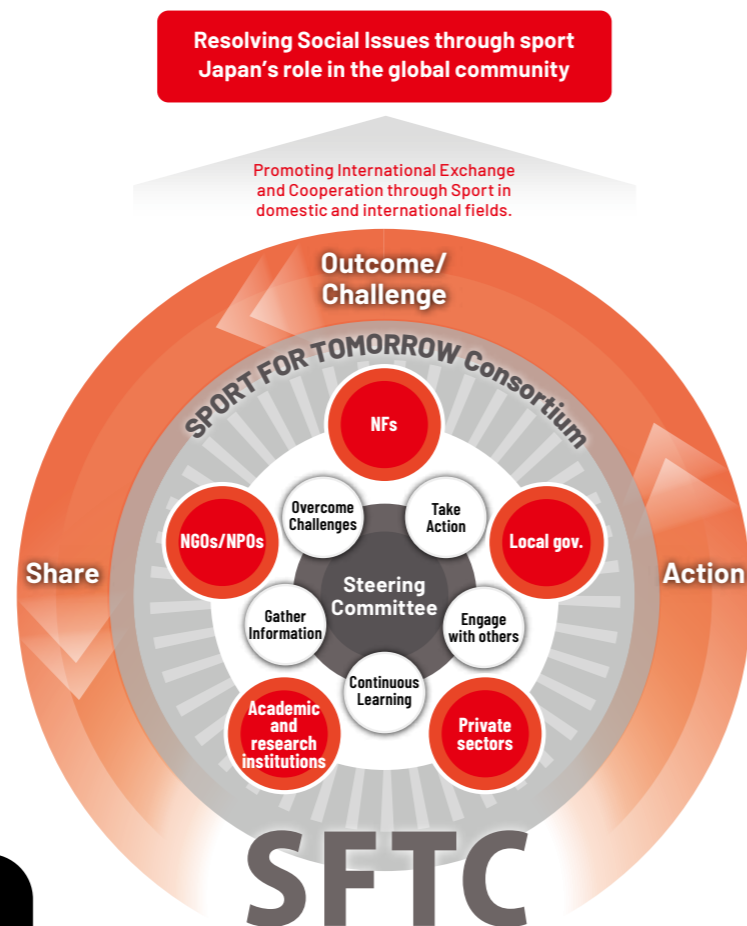 Resolving Social Issues through sport
Japan's role in the global community
Promoting International Exchange
and Cooperation through Sport in
domestic and international fields.
Outcome/
Challenge
SPORT FOR TOMORROW Consortium
NFs
Overcome
Challenges
Take
Action
NGOs/NPOs
Local gov.
Share
Steering
Committee
Action
Gather
Information
Engage
with others
Continuous
Learning
Academic
and
research
institutions
Private
sectors
SFTC